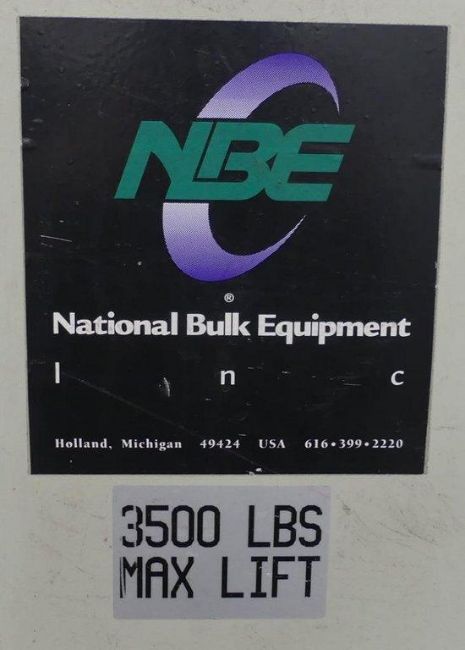 NBE
®
National Bulk Equipment
I n c
Holland, Michigan 49424 USA 616•399•2220
3500 LBS
MAX LIFT